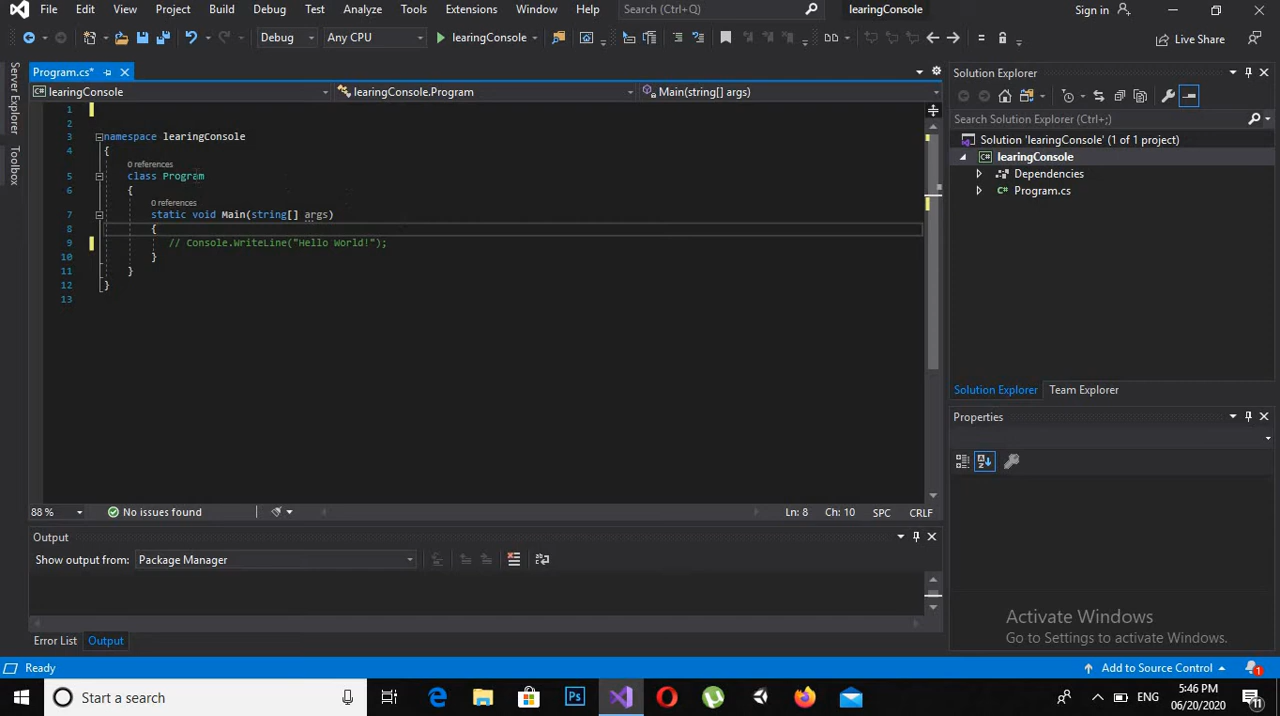 File Edit View Project Build Debug Test Analyze Tools Extensions Window Help Search (Ctrl+Q) learingConsole Sign in
Debug Any CPU learingConsole Live Share
Server Explorer
Toolbox
Program.cs*
learingConsole learingConsole.Program Main(string[] args)
1
2
3 namespace learingConsole
4 {
0 references
5 class Program
6 {
0 references
7 static void Main(string[] args)
8 {
9 // Console.WriteLine("Hello World!");
10 }
11 }
12 }
13
88 % No issues found Ln: 8 Ch: 10 SPC CRLF
Output
Show output from: Package Manager
Error List Output
Solution Explorer
Search Solution Explorer (Ctrl+;)
Solution 'learingConsole' (1 of 1 project)
learingConsole
Dependencies
Program.cs
Solution Explorer Team Explorer
Properties
Activate Windows
Go to Settings to activate Windows.
Ready Add to Source Control 1
Start a search Ps ENG 5:46 PM
06/20/2020 11